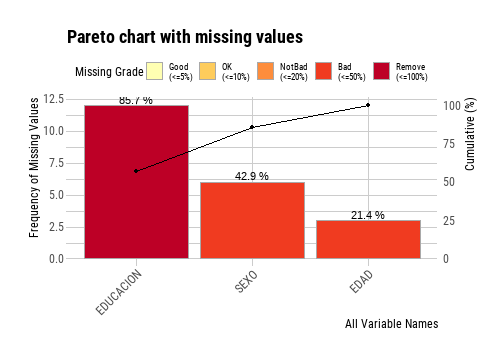 Pareto chart with missing values
Missing Grade
Good
(<=5%)
OK
(<=10%)
NotBad
(<=20%)
Bad
(<=50%)
Remove
(<=100%)
Frequency of Missing Values
12.5
10.0
7.5
5.0
2.5
0.0
85.7 %
42.9 %
21.4 %
100
75
50
25
0
Cumulative (%)
EDUCACION
SEXO
EDAD
All Variable Names